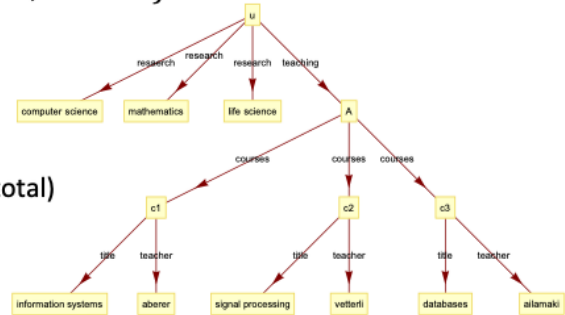 u
research research research teaching
computer science mathematics life science A
courses courses courses
otal)
c1 c2 c3
title teacher title teacher title teacher
information systems aberer signal processing vetterli databases ailamaki